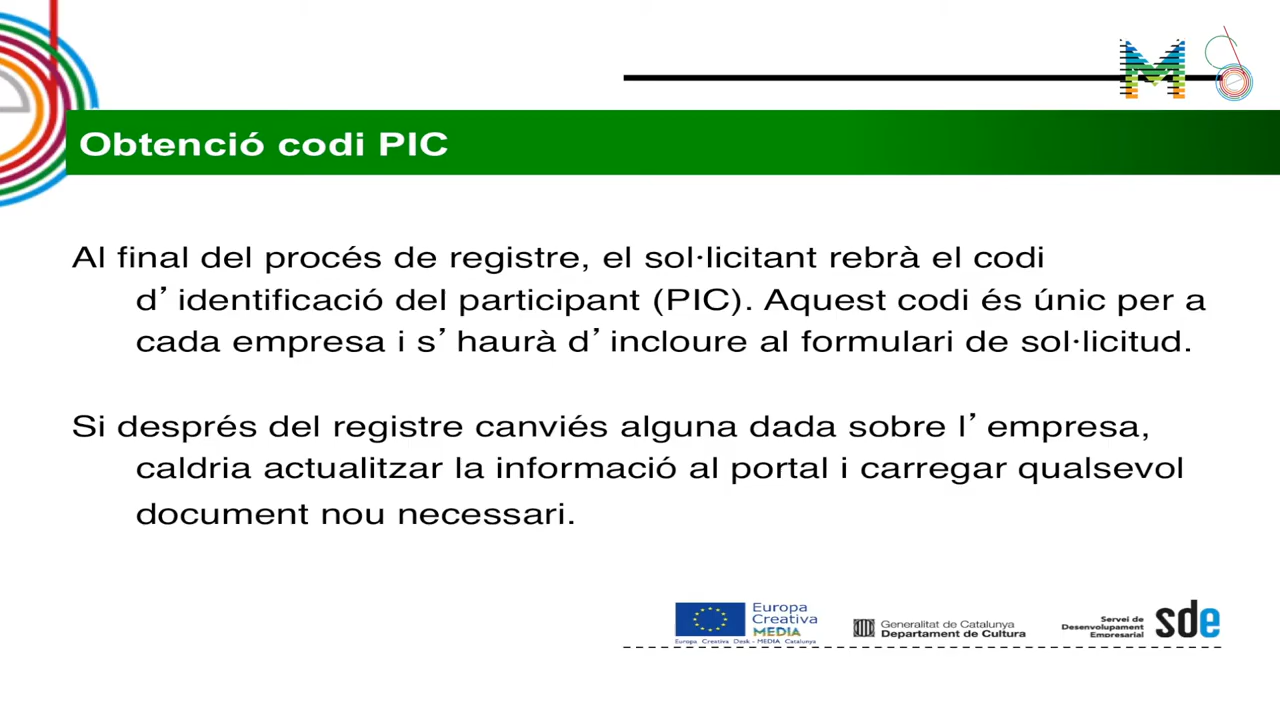 Obtenció codi PIC
Al final del procés de registre, el sol·licitant rebrà el codi
d’identificació del participant (PIC). Aquest codi és únic per a
cada empresa i s’haurà d’incloure al formulari de sol·licitud.
Si després del registre canviés alguna dada sobre l’empresa,
caldria actualitzar la informació al portal i carregar qualsevol
document nou necessari.
Europa
Creativa
MEDIA
Europa Creativa Desk - MEDIA Catalunya
Generalitat de Catalunya
Departament de Cultura
Servei de
Desenvolupament
Empresarial
sde